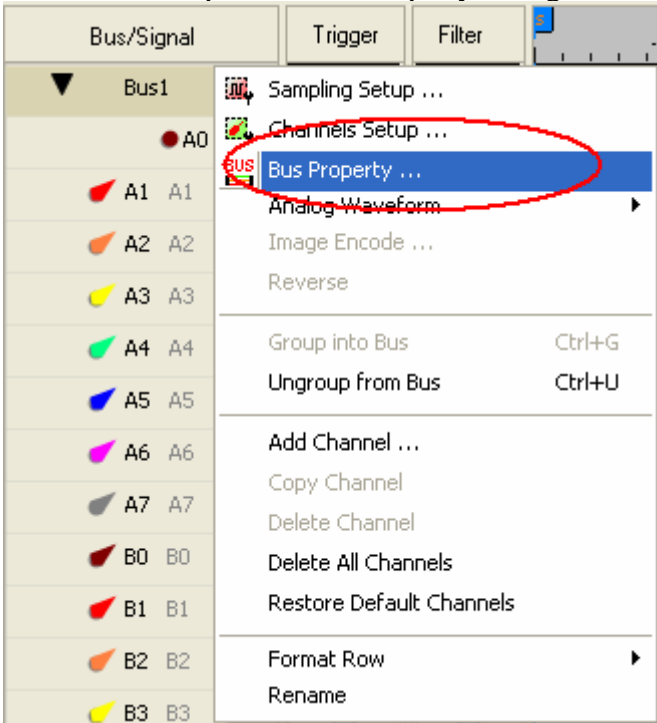 Bus/Signal Trigger Filter S
Bus1
Sampling Setup ...
A0
Channels Setup ...
BUS Bus Property ...
A1 A1
Analog Waveform
A2 A2
Image Encode ...
A3 A3
Reverse
A4 A4
Group into Bus Ctrl+G
A5 A5
Ungroup from Bus Ctrl+U
A6 A6
Add Channel ...
A7 A7
Copy Channel
Delete Channel
B0 B0
Delete All Channels
B1 B1
Restore Default Channels
B2 B2
Format Row
B3 B3
Rename